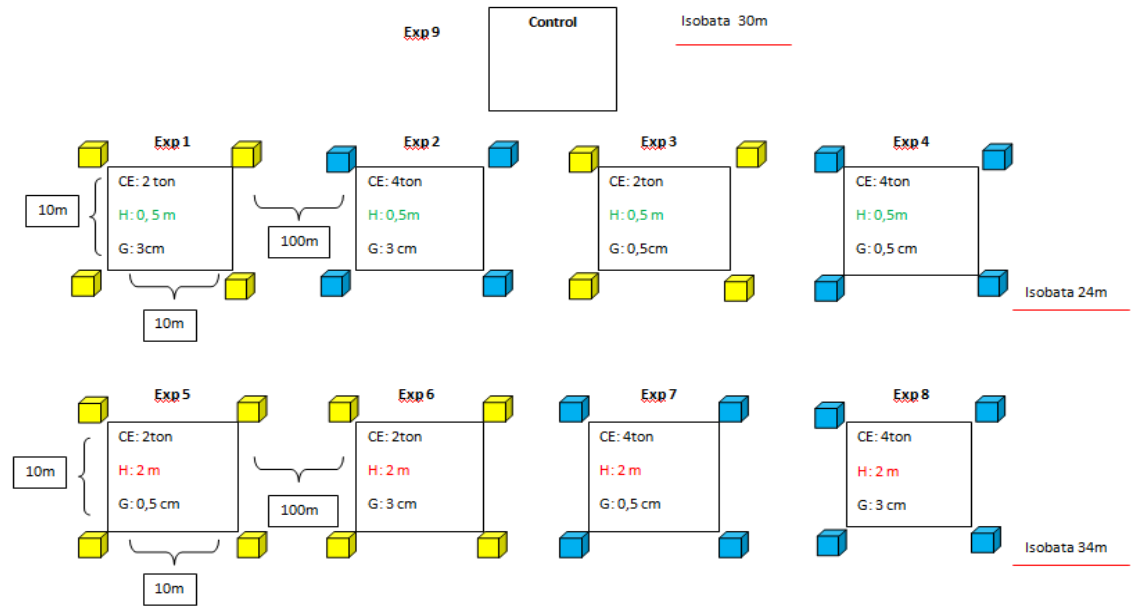 Control
Exp 9
Isobata 30m
Exp 1
Exp 2
Exp 3
Exp 4
CE: 2 ton
H: 0, 5 m
G: 3cm
CE: 4ton
H: 0,5m
G: 3 cm
CE: 2ton
H: 0,5 m
G: 0,5cm
CE: 4ton
H: 0,5m
G: 0,5 cm
10m
100m
10m
Isobata 24m
Exp 5
Exp 6
Exp 7
Exp 8
CE: 2ton
H: 2 m
G: 0,5 cm
CE: 2ton
H: 2 m
G: 3 cm
CE: 4ton
H: 2 m
G: 0,5 cm
CE: 4ton
H: 2 m
G: 3 cm
10m
100m
10m
Isobata 34m